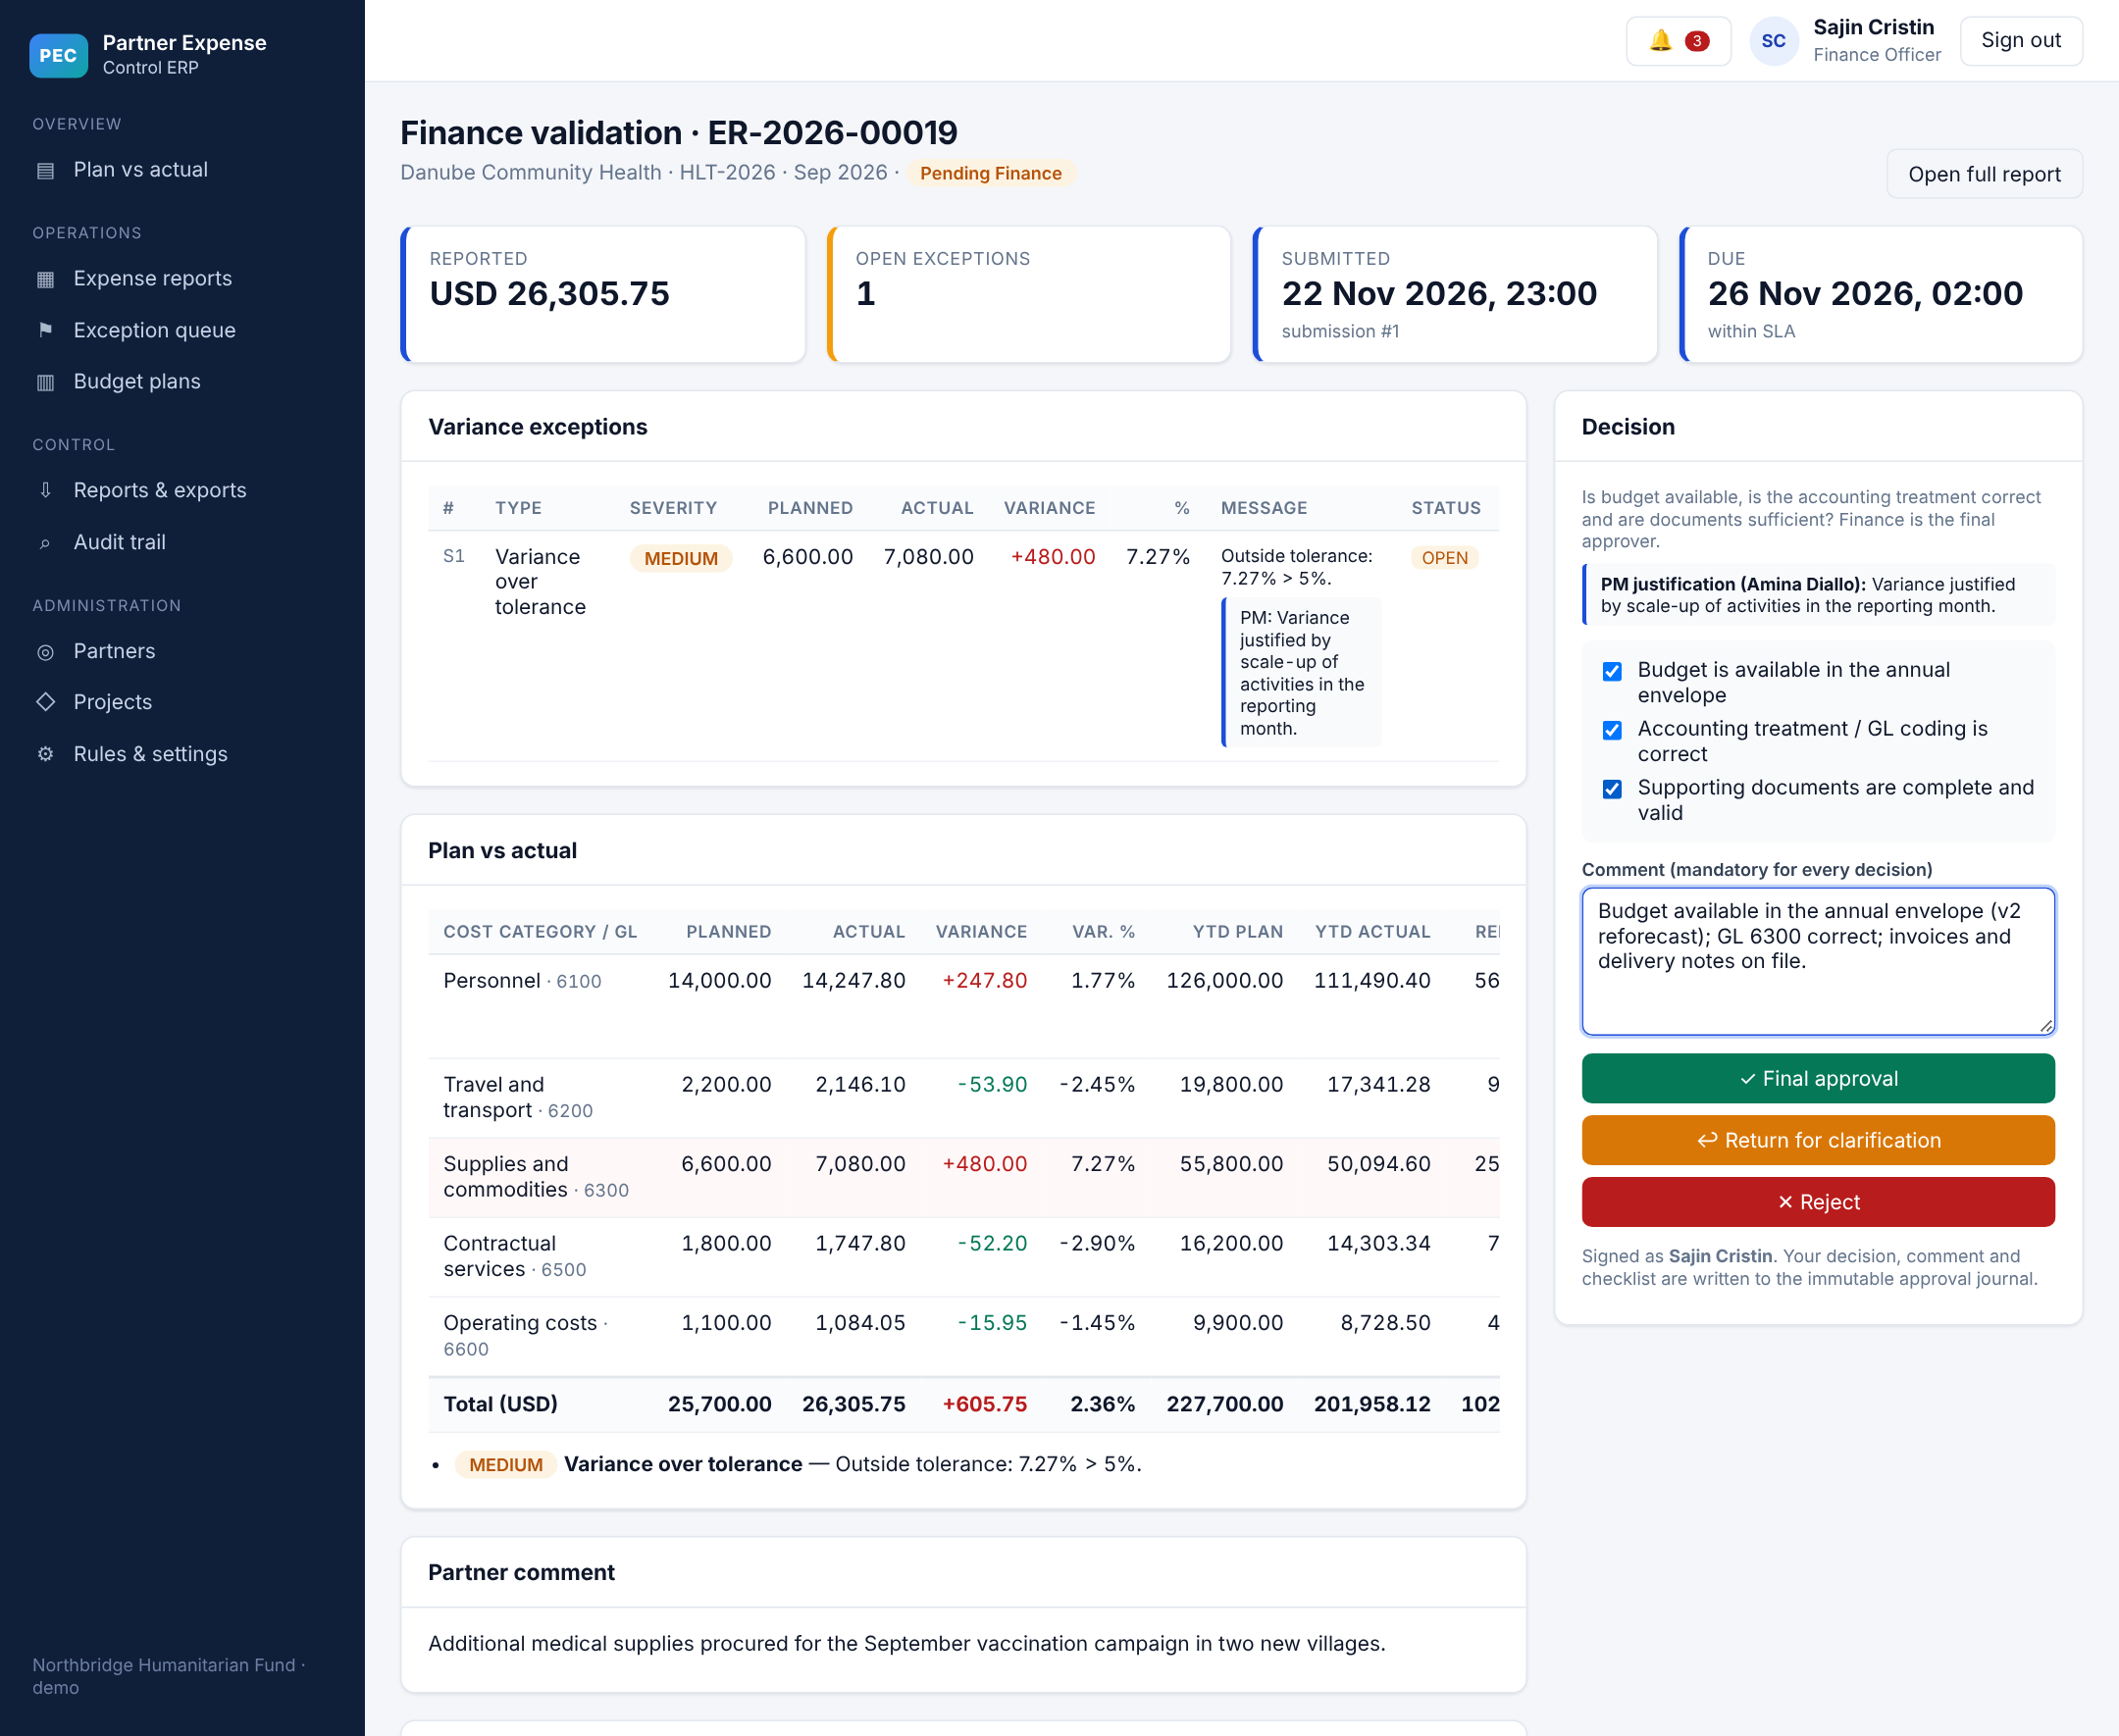 PEC
Partner Expense
Control ERP
OVERVIEW
Plan vs actual
OPERATIONS
Expense reports
Exception queue
Budget plans
CONTROL
Reports & exports
Audit trail
ADMINISTRATION
Partners
Projects
Rules & settings
Northbridge Humanitarian Fund ·
demo
3
SC
Sajin Cristin
Finance Officer
Sign out
Finance validation · ER-2026-00019
Danube Community Health · HLT-2026 · Sep 2026 · Pending Finance
Open full report
REPORTED
USD 26,305.75
OPEN EXCEPTIONS
1
SUBMITTED
22 Nov 2026, 23:00
submission #1
DUE
26 Nov 2026, 02:00
within SLA
Variance exceptions
# TYPE SEVERITY PLANNED ACTUAL VARIANCE % MESSAGE STATUS
S1 Variance MEDIUM 6,600.00 7,080.00 +480.00 7.27% Outside tolerance: OPEN
over 7.27% > 5%.
tolerance
PM: Variance
justified by
scale-up of
activities in the
reporting
month.
Plan vs actual
COST CATEGORY / GL PLANNED ACTUAL VARIANCE VAR. % YTD PLAN YTD ACTUAL
Personnel · 6100 14,000.00 14,247.80 +247.80 1.77% 126,000.00 111,490.40 56
Travel and 2,200.00 2,146.10 -53.90 -2.45% 19,800.00 17,341.28 9
transport · 6200
Supplies and 6,600.00 7,080.00 +480.00 7.27% 55,800.00 50,094.60 25
commodities · 6300
Contractual 1,800.00 1,747.80 -52.20 -2.90% 16,200.00 14,303.34 7
services · 6500
Operating costs · 1,100.00 1,084.05 -15.95 -1.45% 9,900.00 8,728.50 4
6600
Total (USD) 25,700.00 26,305.75 +605.75 2.36% 227,700.00 201,958.12 102
• MEDIUM Variance over tolerance — Outside tolerance: 7.27% > 5%.
Partner comment
Additional medical supplies procured for the September vaccination campaign in two new villages.
Decision
Is budget available, is the accounting treatment correct
and are documents sufficient? Finance is the final
approver.
PM justification (Amina Diallo): Variance justified
by scale-up of activities in the reporting month.
Budget is available in the annual
envelope
Accounting treatment / GL coding is
correct
Supporting documents are complete and
valid
Comment (mandatory for every decision)
Budget available in the annual envelope (v2
reforecast); GL 6300 correct; invoices and
delivery notes on file.
✓ Final approval
↩ Return for clarification
✕ Reject
Signed as Sajin Cristin. Your decision, comment and
checklist are written to the immutable approval journal.